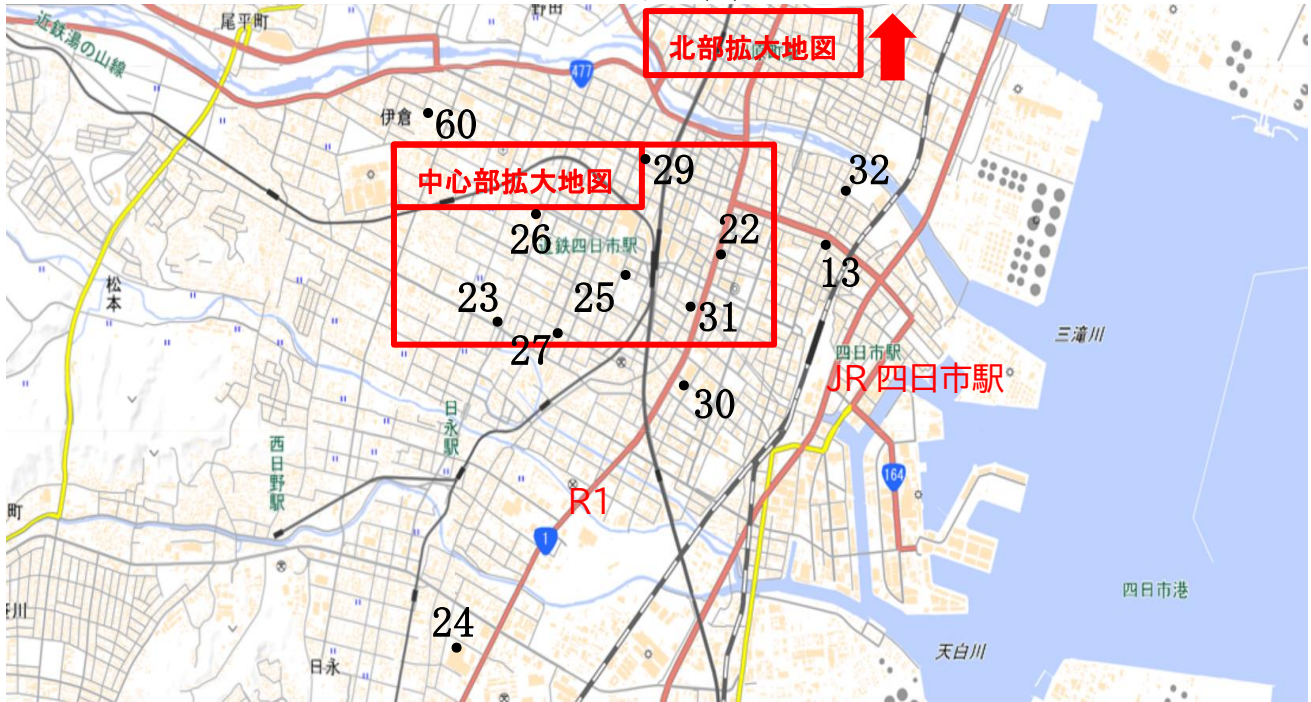 尾平町
野田
近鉄湯の山線
北部拡大地図
477
伊倉
60
中心部拡大地図
29
32
26
近鉄四日市駅
22
松本
23
25
13
31
27
三滝川
四日市駅
JR 四日市駅
30
日永駅
西日野駅
町
R1
164
1
四日市港
24
日永
天白川